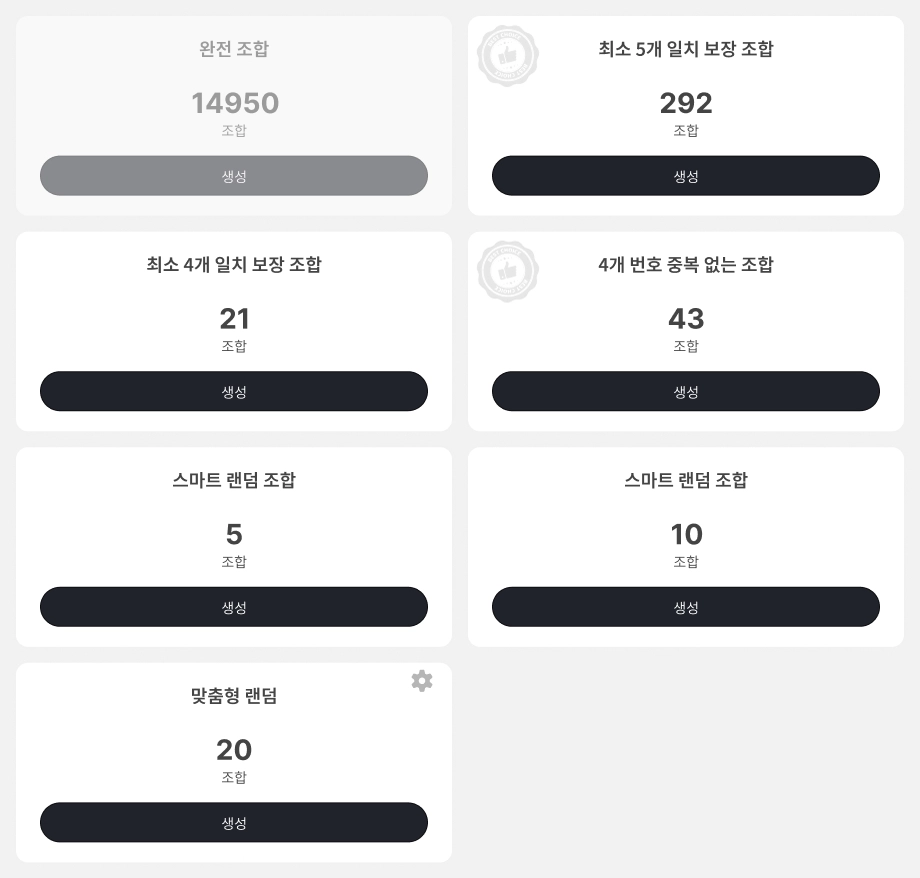 완전 조합
14950
조합
생성
최소 5개 일치 보장 조합
292
조합
생성
최소 4개 일치 보장 조합
21
조합
생성
4개 번호 중복 없는 조합
43
조합
생성
스마트 랜덤 조합
5
조합
생성
스마트 랜덤 조합
10
조합
생성
맞춤형 랜덤
20
조합
생성